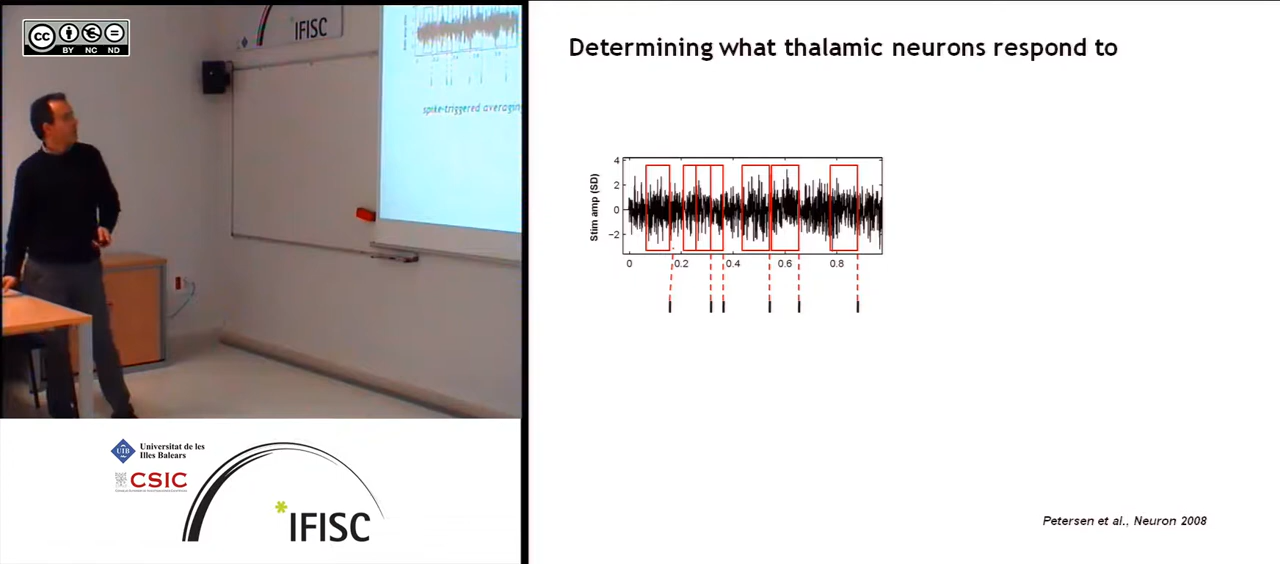 CC
BY NC ND
IFISC
spike-triggered averaging
Universitat de les
Illes Balears
UIB
CSIC
*IFISC
Determining what thalamic neurons respond to
Stim amp (SD)
4
2
0
−2
0 0.2 0.4 0.6 0.8
Petersen et al., Neuron 2008